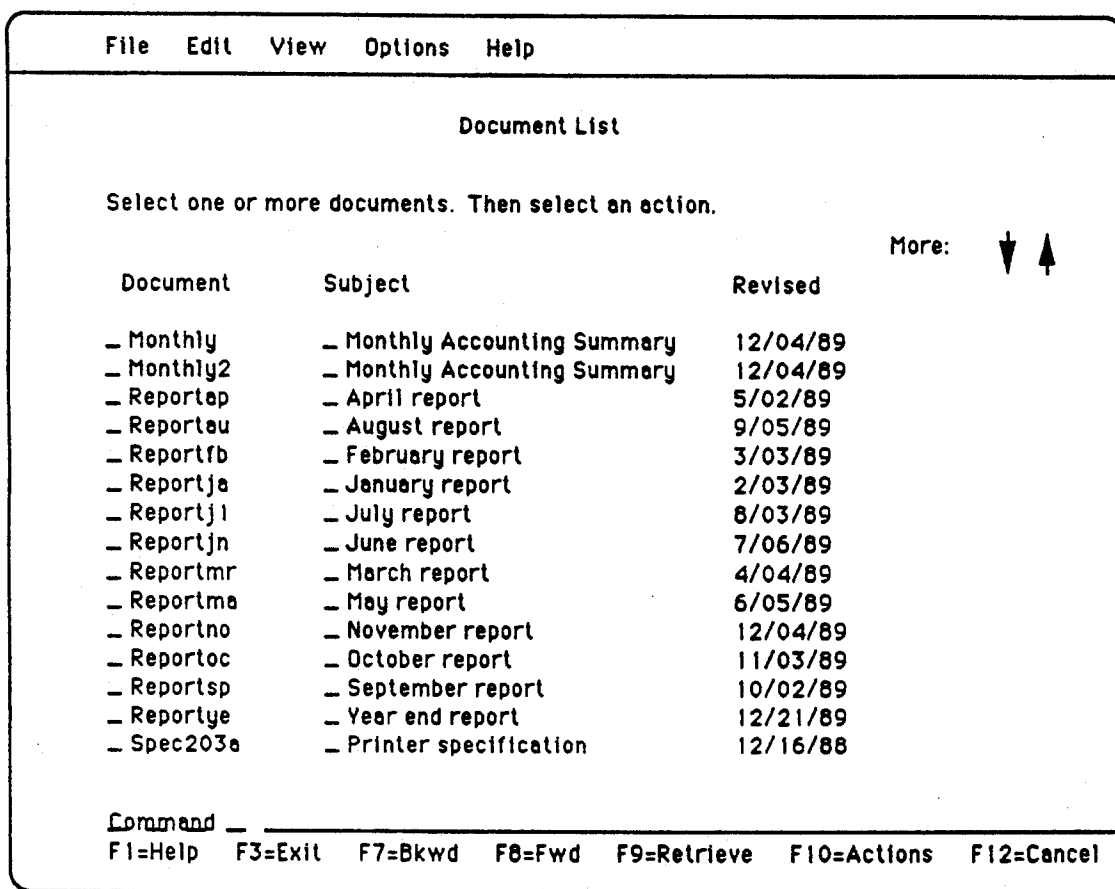 File Edit View Options Help
Document List
Select one or more documents. Then select an action.
More:
Document Subject Revised
_ Monthly _ Monthly Accounting Summary 12/04/89
_ Monthly2 _ Monthly Accounting Summary 12/04/89
_ Reportap _ April report 5/02/89
_ Reportau _ August report 9/05/89
_ Reportfb _ February report 3/03/89
_ Reportja _ January report 2/03/89
_ Reportjl _ July report 8/03/89
_ Reportjn _ June report 7/06/89
_ Reportmr _ March report 4/04/89
_ Reportma _ May report 6/05/89
_ Reportno _ November report 12/04/89
_ Reportoc _ October report 11/03/89
_ Reportsp _ September report 10/02/89
_ Reportye _ Year end report 12/21/89
_ Spec203a _ Printer specification 12/16/88
Command _
F1=Help F3=Exit F7=Bkwd F8=Fwd F9=Retrieve F10=Actions F12=Cancel